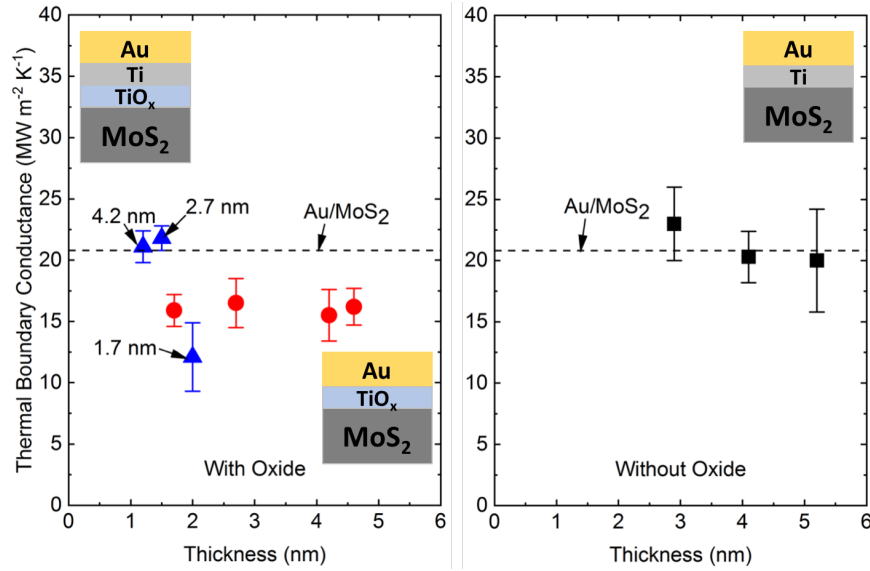 Thermal Boundary Conductance (MW m⁻² K⁻¹)
40
35
30
25
20
15
10
5
0
Au
Ti
TiOₓ
MoS₂
4.2 nm
2.7 nm
Au/MoS₂
1.7 nm
Au
TiOₓ
MoS₂
With Oxide
0 1 2 3 4 5 6
Thickness (nm)
40
35
30
25
20
15
10
5
0
Au
Ti
MoS₂
Au/MoS₂
Without Oxide
0 1 2 3 4 5 6
Thickness (nm)